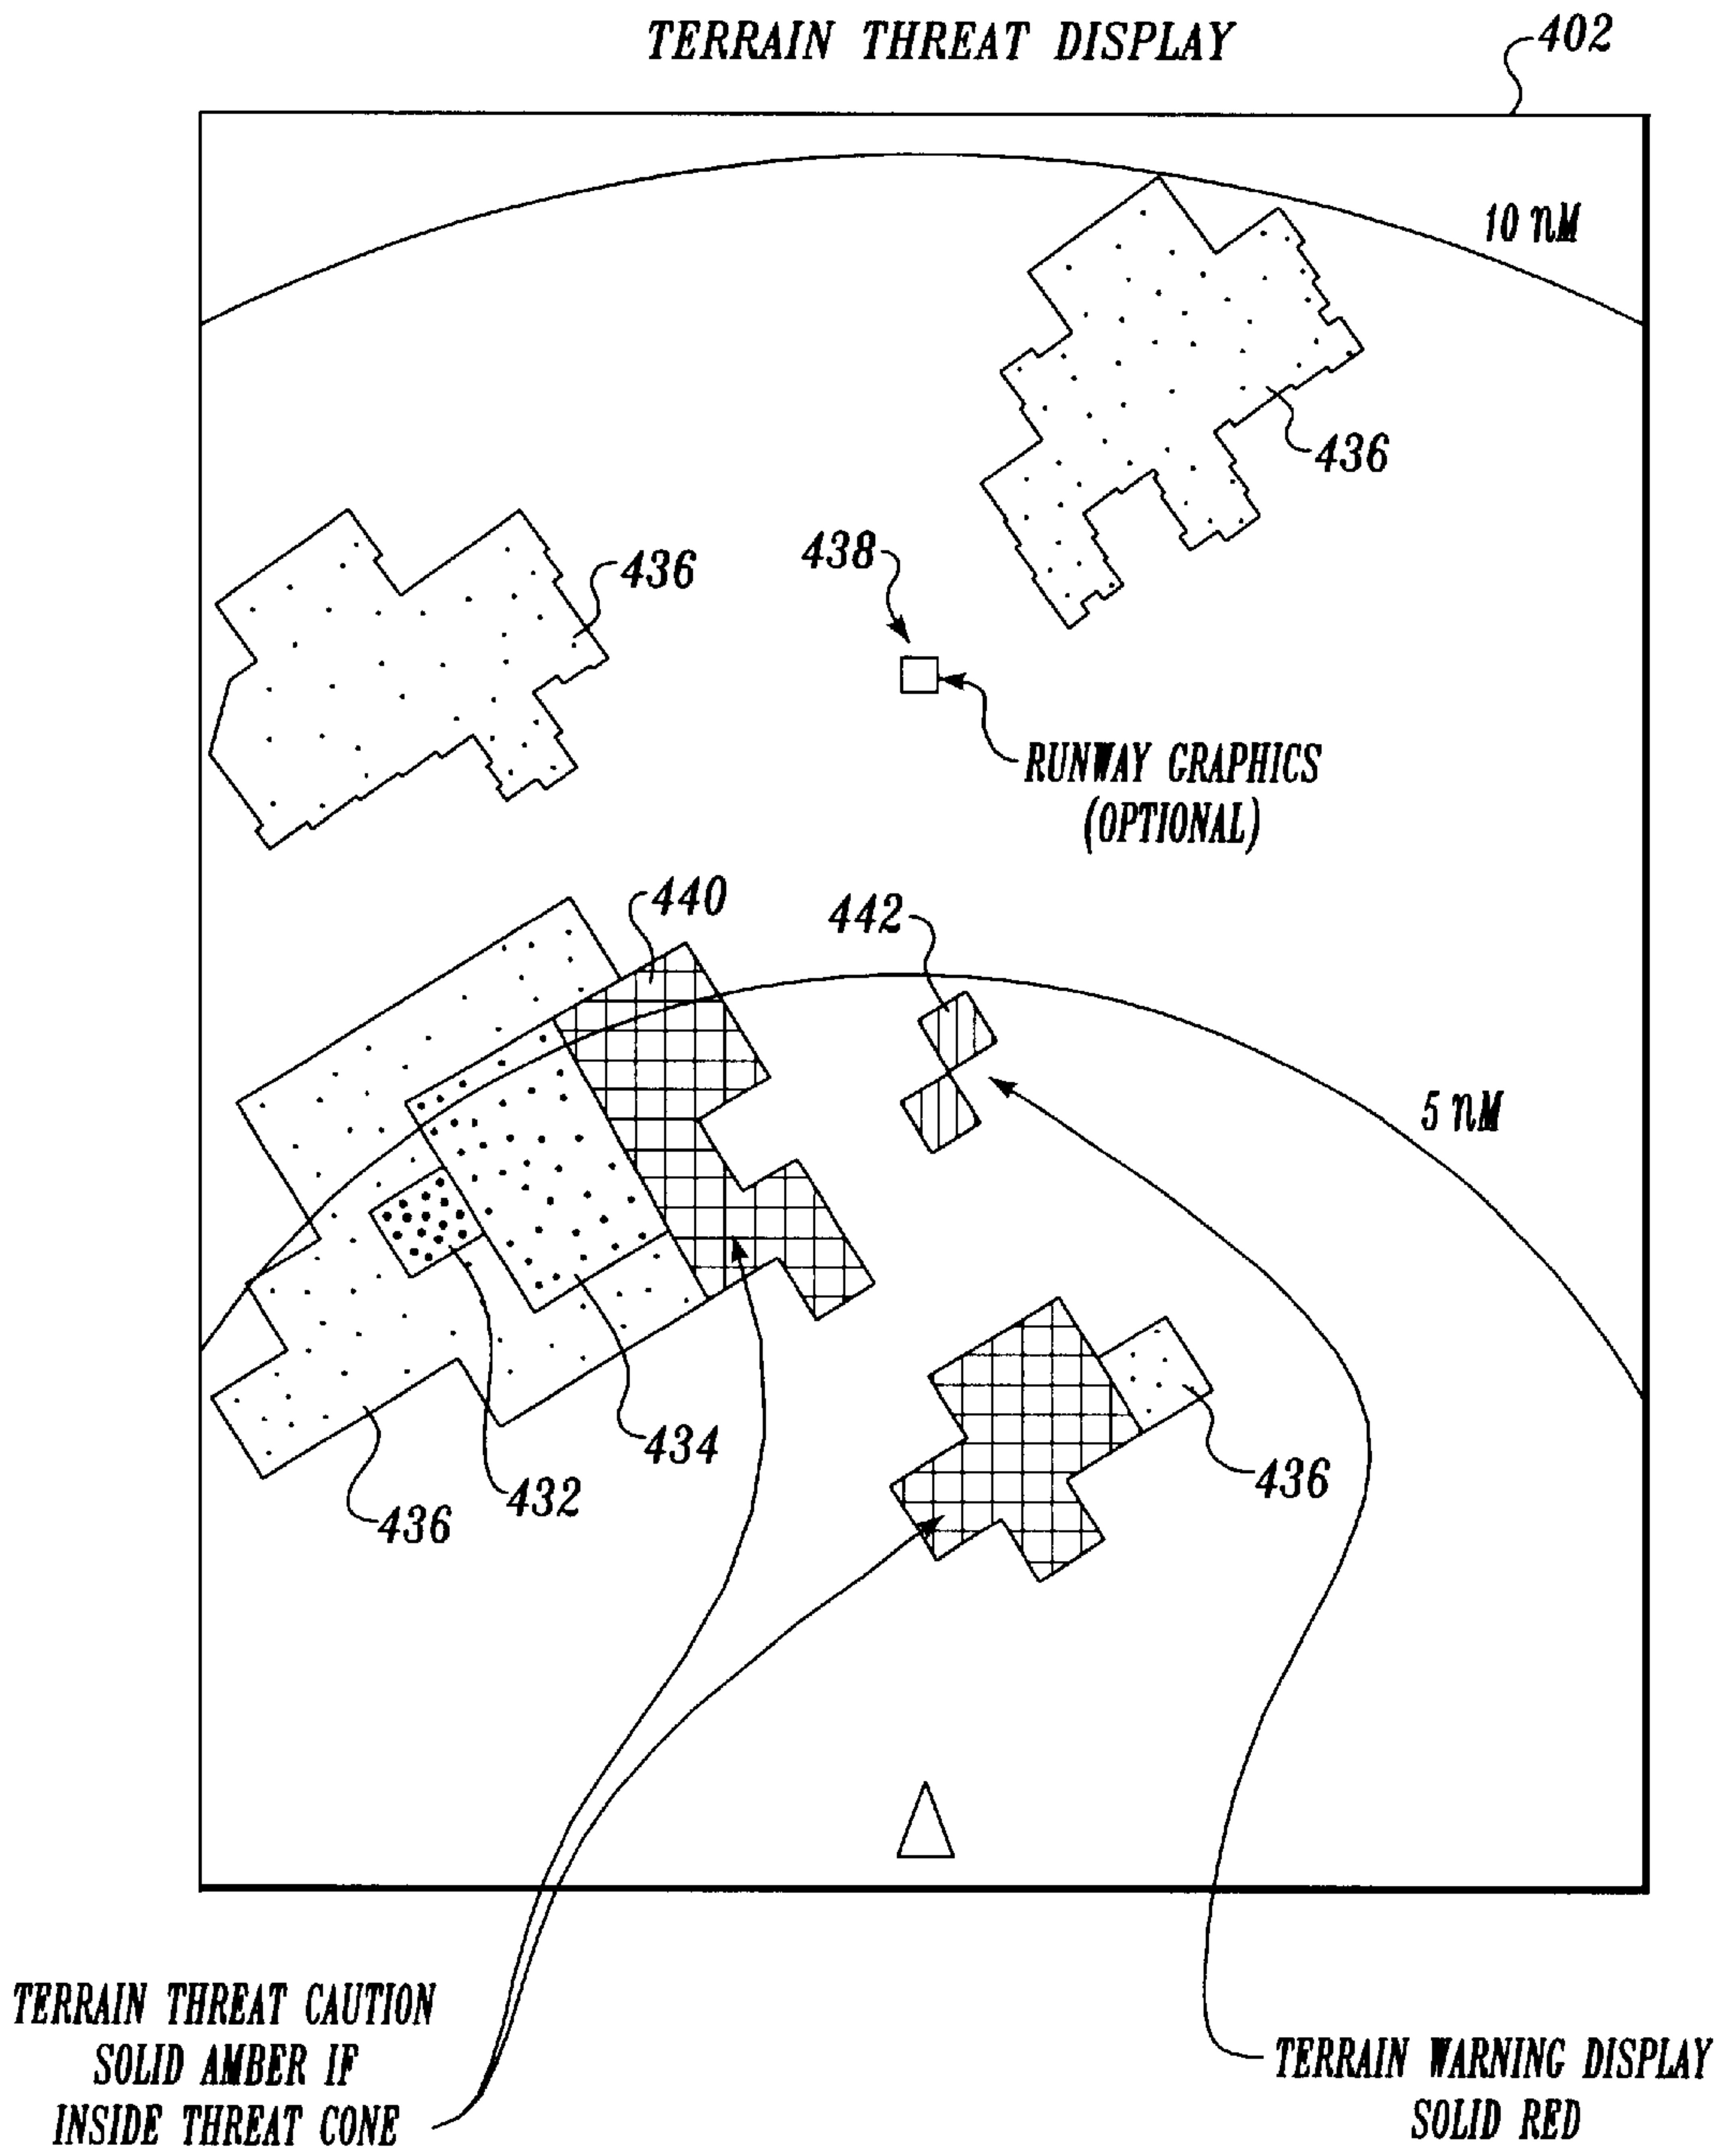 TERRAIN THREAT DISPLAY
402
10 nM
436
438
436
RUNWAY GRAPHICS
(OPTIONAL)
440
442
5 nM
434
436
432
436
TERRAIN THREAT CAUTION
SOLID AMBER IF
INSIDE THREAT CONE
TERRAIN WARNING DISPLAY
SOLID RED